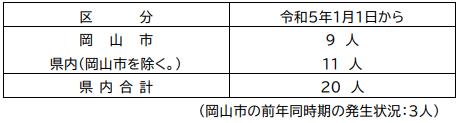 区　　分　令和5年1月1日から
岡　山　市　9　人
県内（岡山市を除く。）　11　人
県内合計　20　人
（岡山市の前年同時期の発生状況：3人）